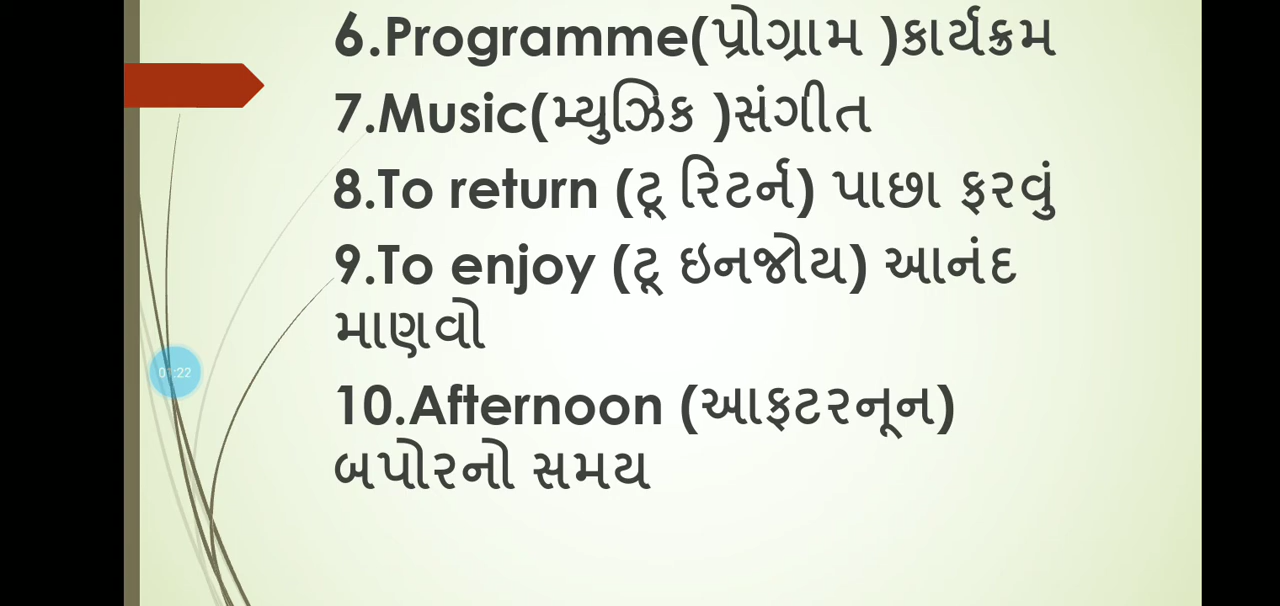 6.Programme(પ્રોગ્રામ )કાર્યક્રમ
7.Music(મ્યુઝિક )સંગીત
8.To return (ટૂ રિટર્ન) પાછા ફરવું
9.To enjoy (ટૂ ઇનજોય) આનંદ
માણવો
10.Afternoon (આફટરનૂન)
બપોરનો સમય